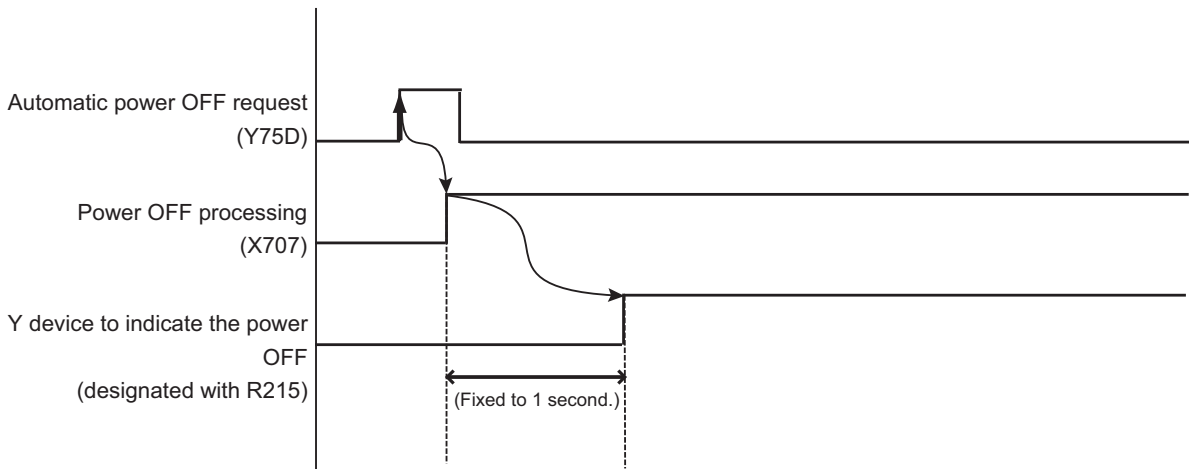 Automatic power OFF request
(Y75D)
Power OFF processing
(X707)
Y device to indicate the power
OFF
(designated with R215)
(Fixed to 1 second.)